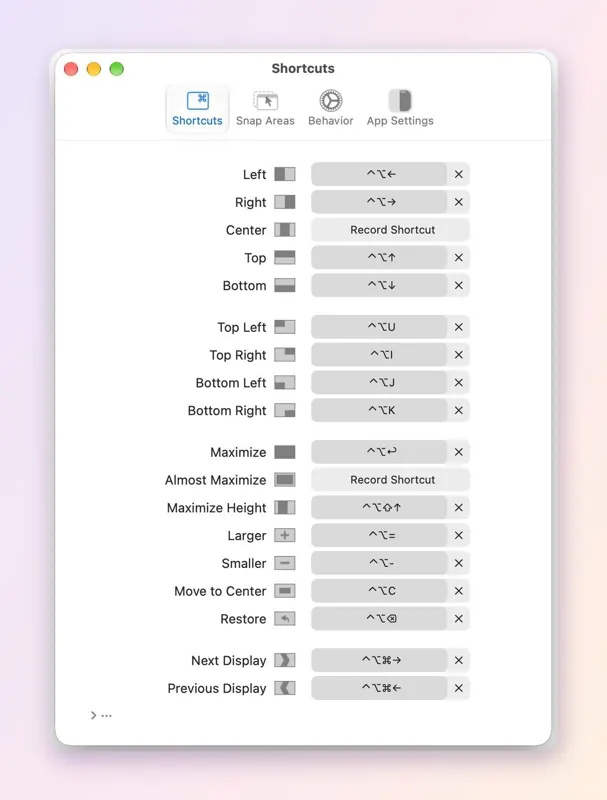 Shortcuts
Shortcuts Snap Areas Behavior App Settings
Left ⌃⌥← ×
Right ⌃⌥→ ×
Center Record Shortcut
Top ⌃⌥↑ ×
Bottom ⌃⌥↓ ×
Top Left ⌃⌥U ×
Top Right ⌃⌥I ×
Bottom Left ⌃⌥J ×
Bottom Right ⌃⌥K ×
Maximize ⌃⌥↩ ×
Almost Maximize Record Shortcut
Maximize Height ⌃⌥⇧↑ ×
Larger ⌃⌥= ×
Smaller ⌃⌥- ×
Move to Center ⌃⌥C ×
Restore ⌃⌥⌫ ×
Next Display ⌃⌥⌘→ ×
Previous Display ⌃⌥⌘← ×
> ...